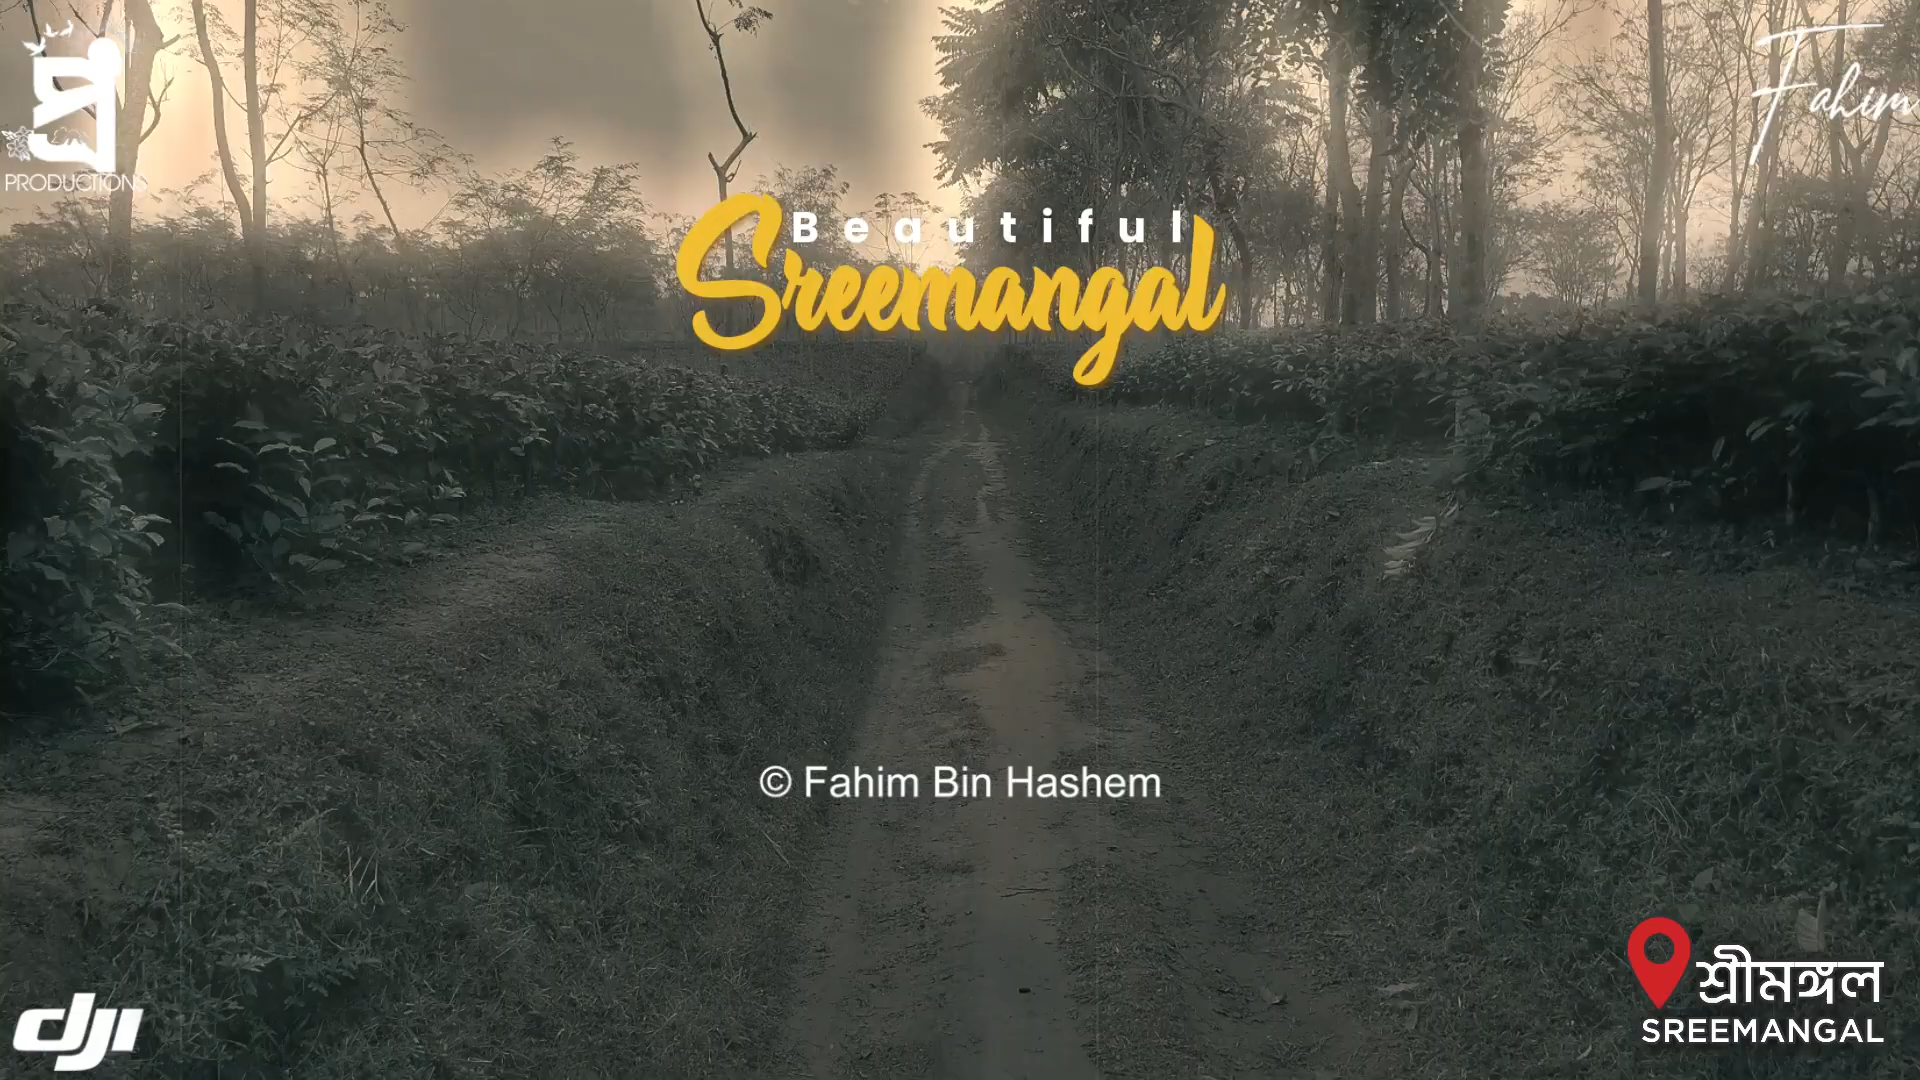 প্র
PRODUCTIONS
Fahim
Beautiful
Sreemangal
© Fahim Bin Hashem
dji
শ্রীমঙ্গল
SREEMANGAL